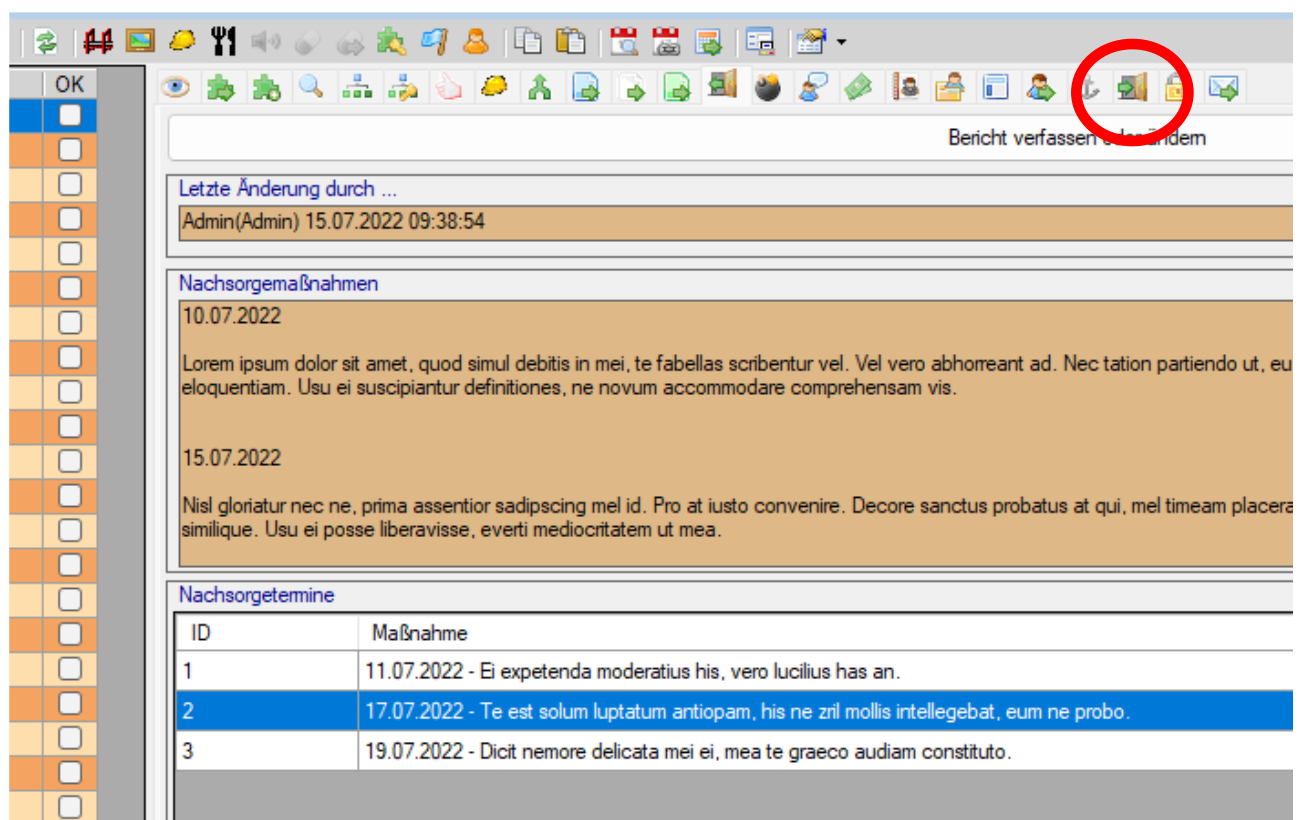 OK
Bericht verfassen oder ändern
Letzte Änderung durch ...
Admin(Admin) 15.07.2022 09:38:54
Nachsorgemaßnahmen
10.07.2022
Lorem ipsum dolor sit amet, quod simul debitis in mei, te fabellas scribentur vel. Vel vero abhorreant ad. Nec tation partiendo ut, eu
eloquentiam. Usu ei suscipiantur definitiones, ne novum accommodare comprehensam vis.
15.07.2022
Nisl gloriatur nec ne, prima assentior sadipscing mel id. Pro at iusto convenire. Decore sanctus probatus at qui, mel timeam placera
similique. Usu ei posse liberavisse, everti mediocritatem ut mea.
Nachsorgetermine
ID Maßnahme
1 11.07.2022 - Ei expetenda moderatius his, vero lucilius has an.
2 17.07.2022 - Te est solum luptatum antiopam, his ne zril mollis intellegebat, eum ne probo.
3 19.07.2022 - Dicit nemore delicata mei ei, mea te graeco audiam constituto.